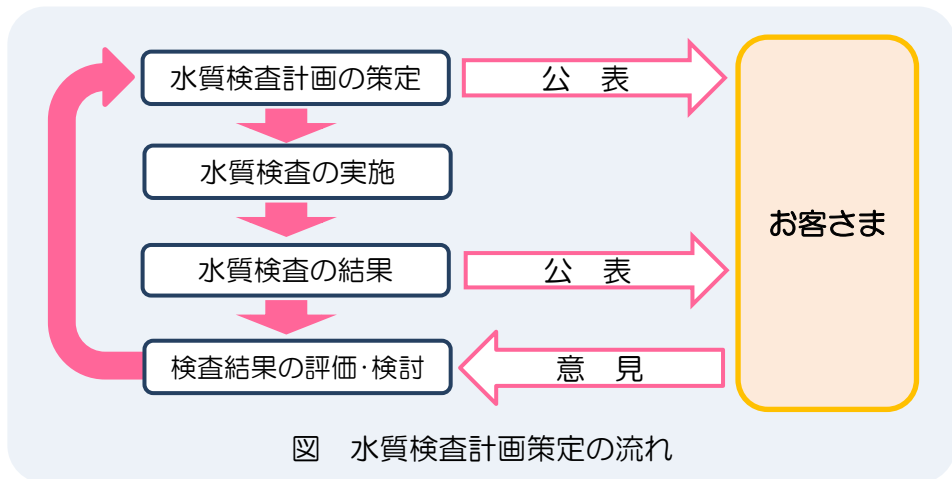 水質検査計画の策定
公　表
水質検査の実施
お客さま
水質検査の結果
公　表
検査結果の評価･検討
意　見
図　水質検査計画策定の流れ